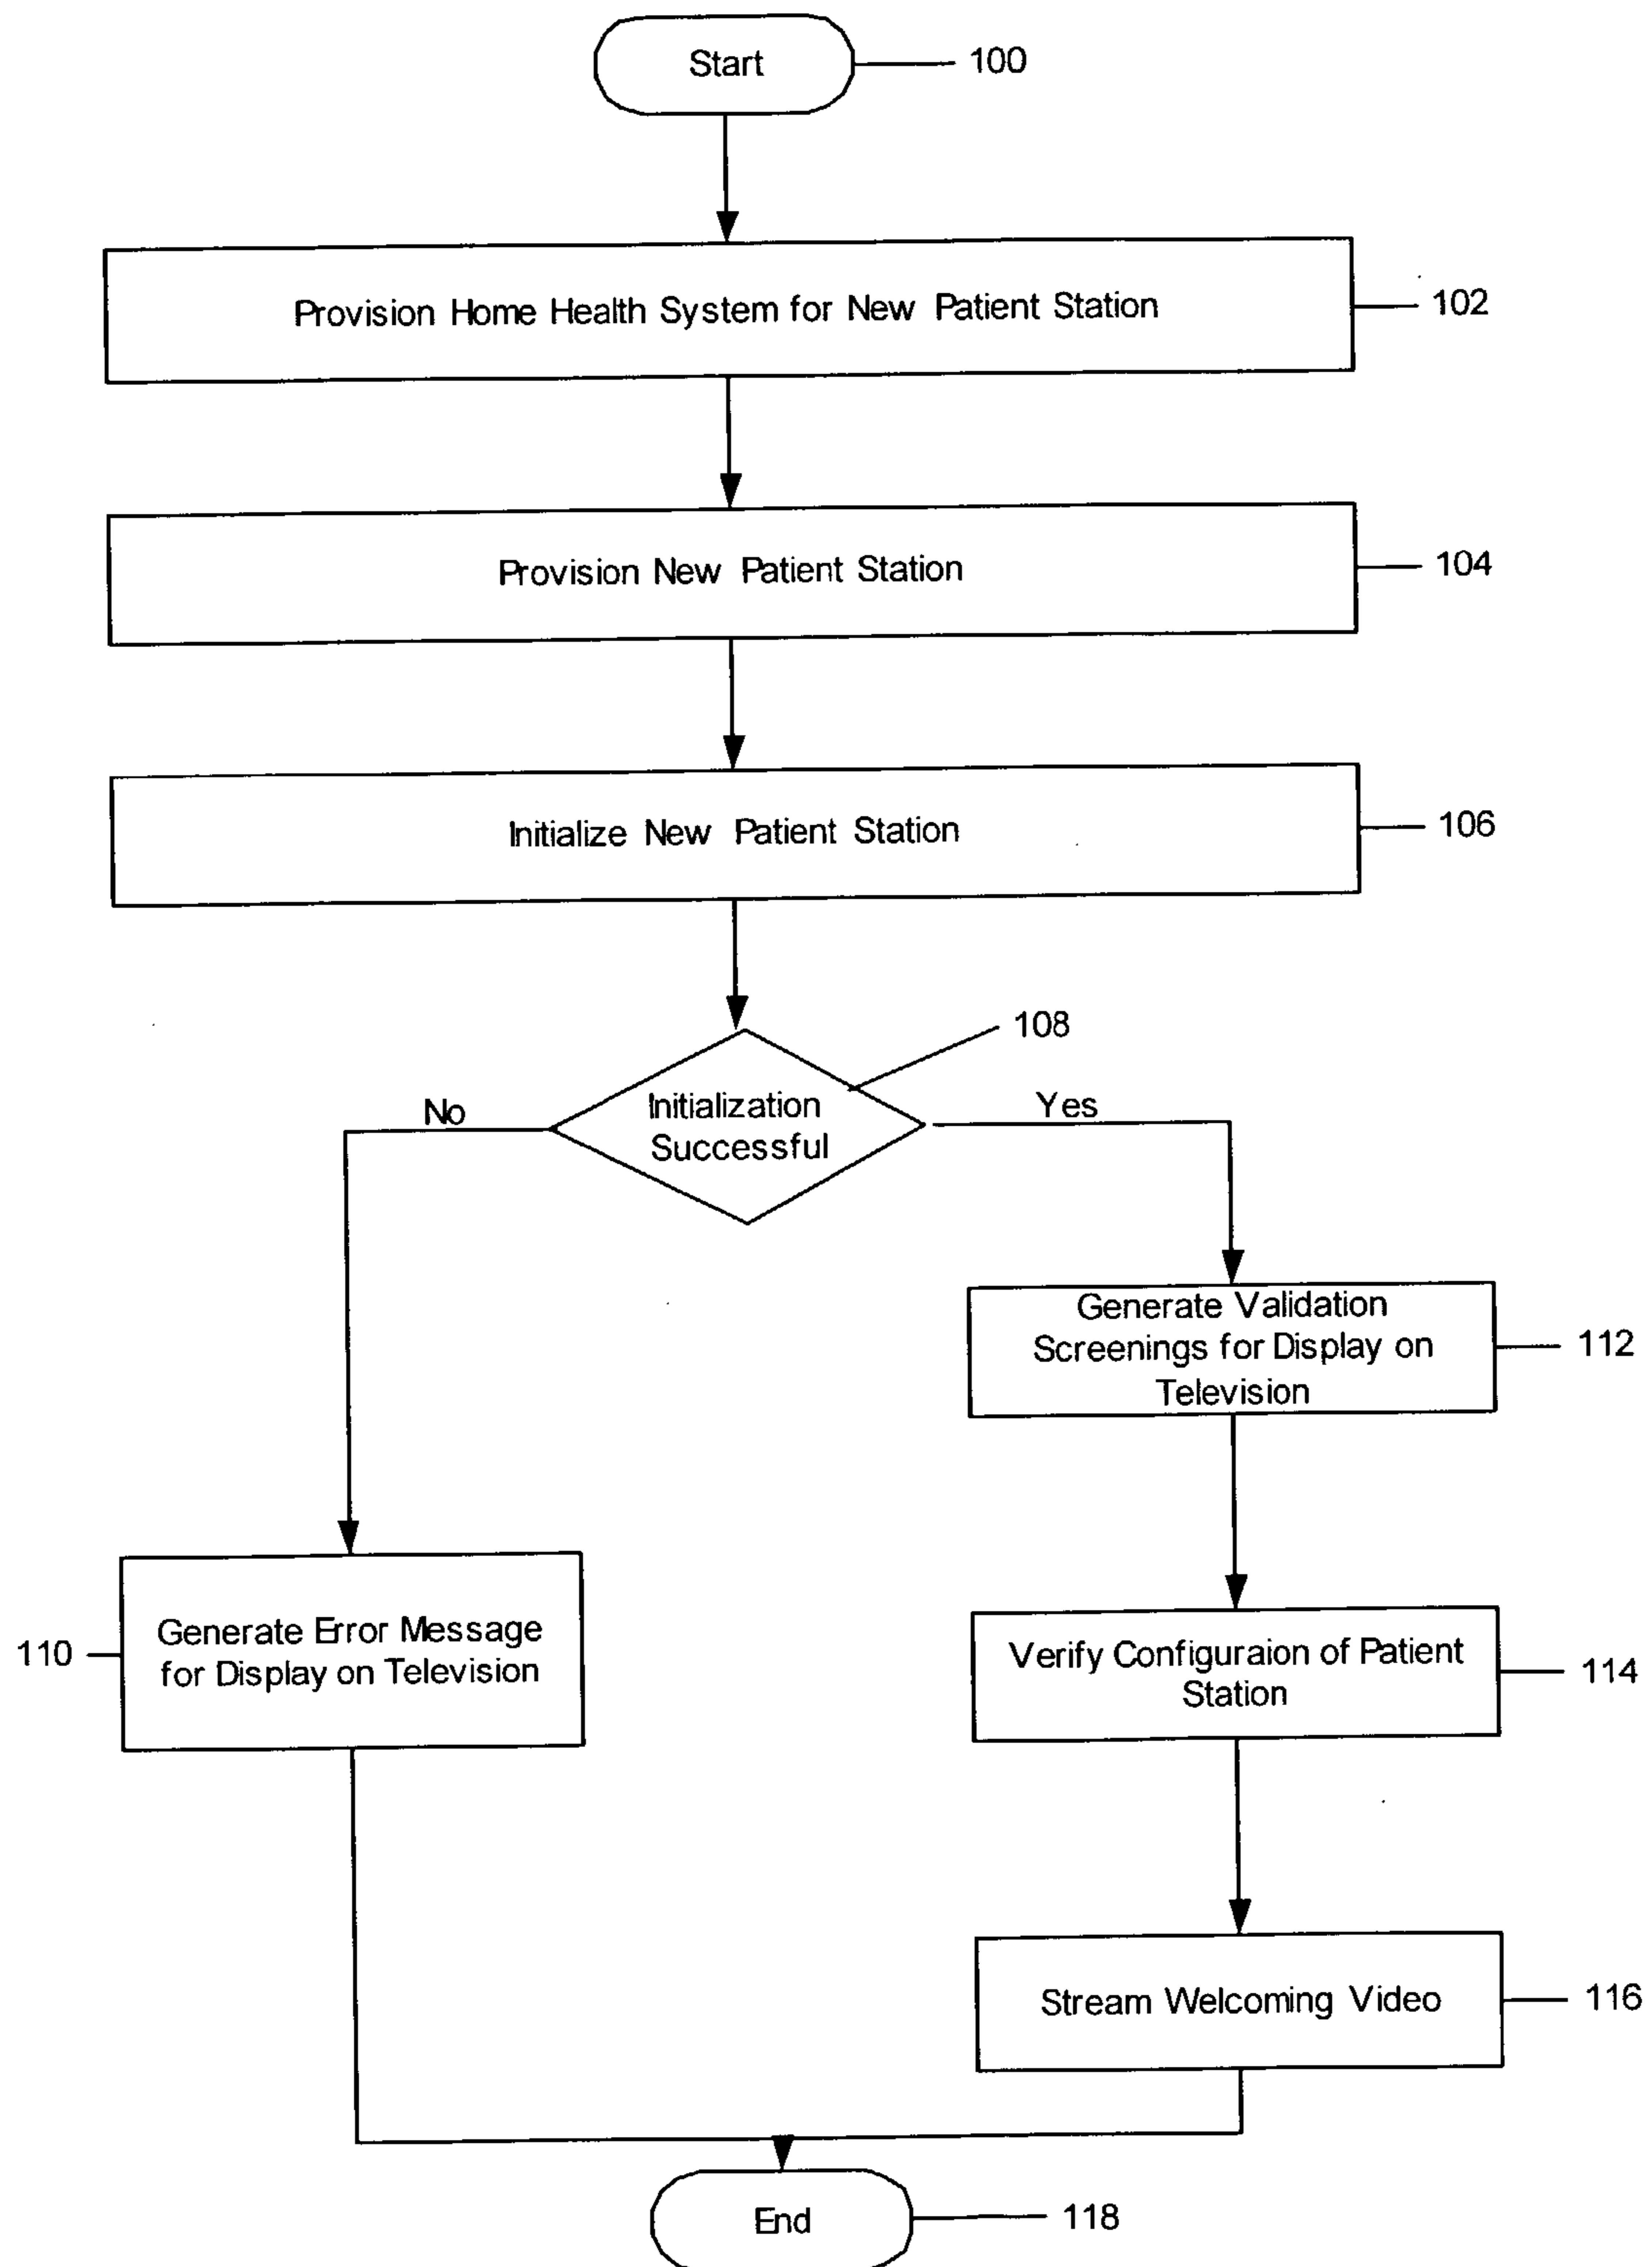 Start
100
Provision Home Health System for New Patient Station
102
Provision New Patient Station
104
Initialize New Patient Station
106
108
Initialization
Successful
No
Yes
Generate Validation
Screenings for Display on
Television
112
110
Generate Error Message
for Display on Television
Verify Configuraion of Patient
Station
114
Stream Welcoming Video
116
End
118